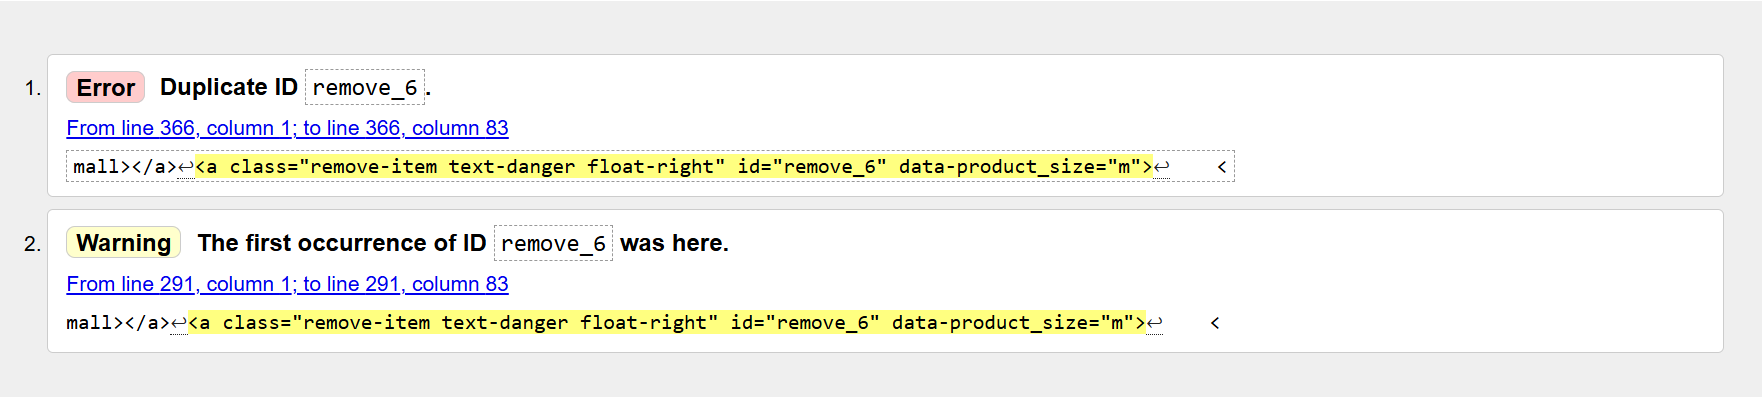 1. Error Duplicate ID remove_6.
From line 366, column 1; to line 366, column 83
mall></a>↩<a class="remove-item text-danger float-right" id="remove_6" data-product_size="m">↩    <
2. Warning The first occurrence of ID remove_6 was here.
From line 291, column 1; to line 291, column 83
mall></a>↩<a class="remove-item text-danger float-right" id="remove_6" data-product_size="m">↩    <